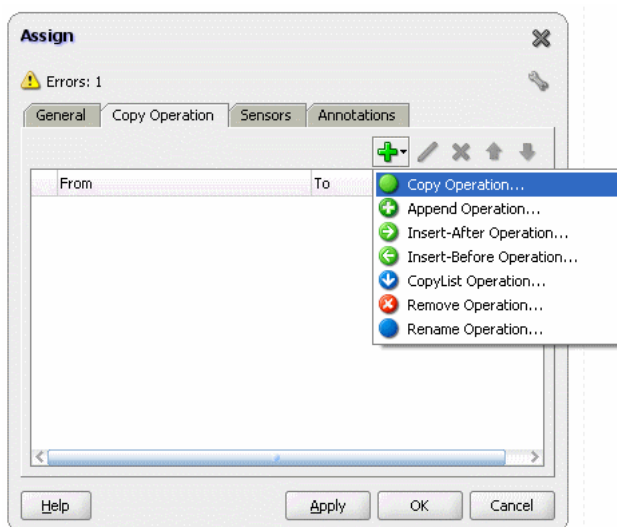 Assign
Errors: 1
General Copy Operation Sensors Annotations
From To
Copy Operation...
Append Operation...
Insert-After Operation...
Insert-Before Operation...
CopyList Operation...
Remove Operation...
Rename Operation...
Help Apply OK Cancel